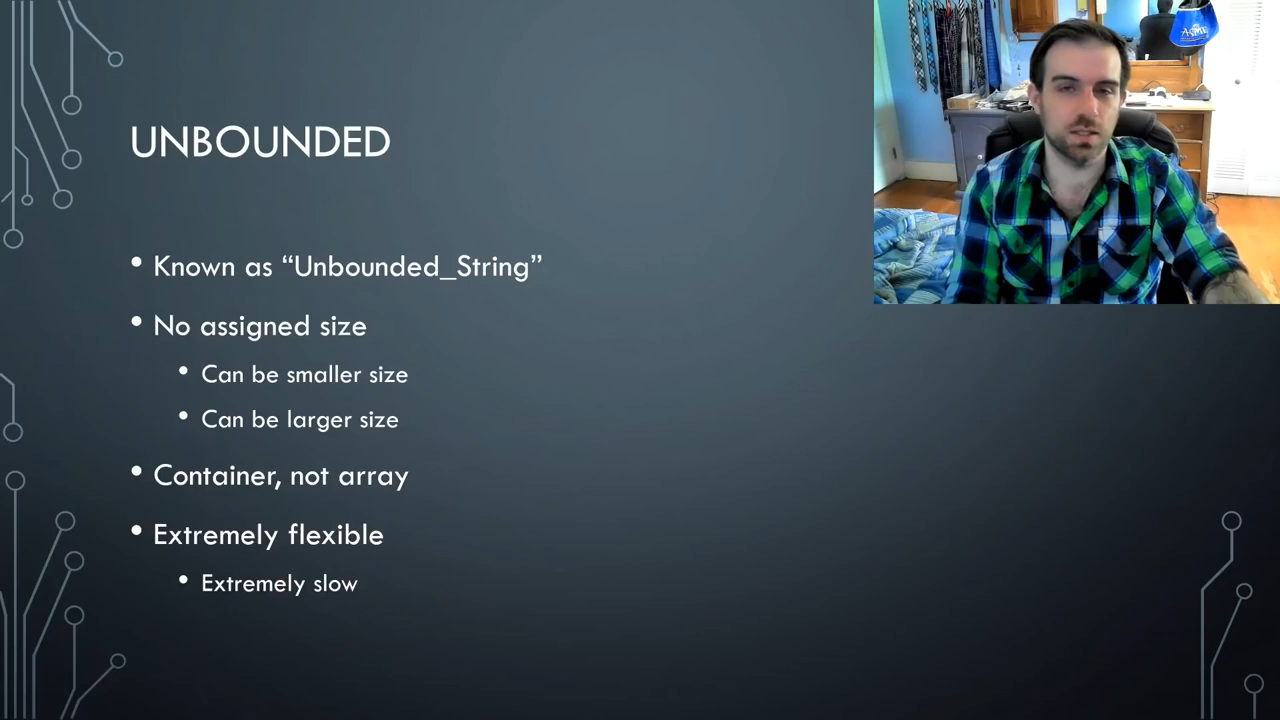 UNBOUNDED
• Known as “Unbounded_String”
• No assigned size
• Can be smaller size
• Can be larger size
• Container, not array
• Extremely flexible
• Extremely slow
ACME